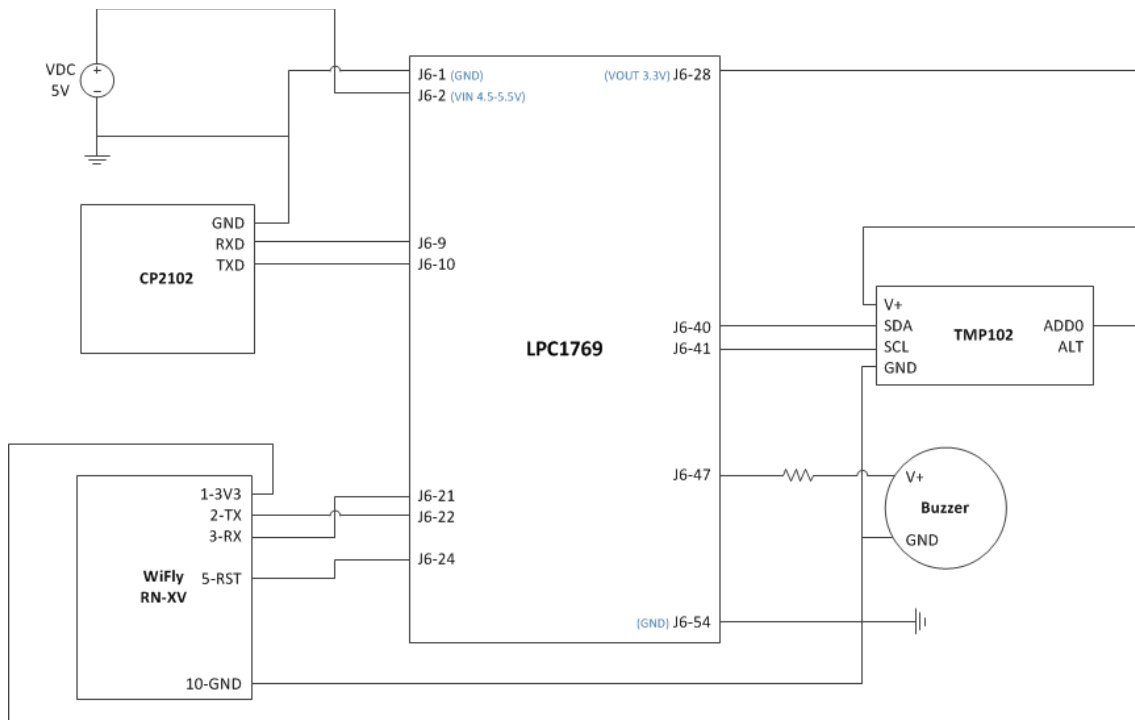 VDC
5V
+
−
J6-1 (GND)
J6-2 (VIN 4.5-5.5V)
(VOUT 3.3V) J6-28
GND
RXD
TXD
CP2102
J6-9
J6-10
LPC1769
J6-40
J6-41
V+
SDA
SCL
GND
TMP102
ADD0
ALT
J6-47
V+
Buzzer
GND
1-3V3
2-TX
3-RX
5-RST
WiFly
RN-XV
10-GND
J6-21
J6-22
J6-24
(GND) J6-54